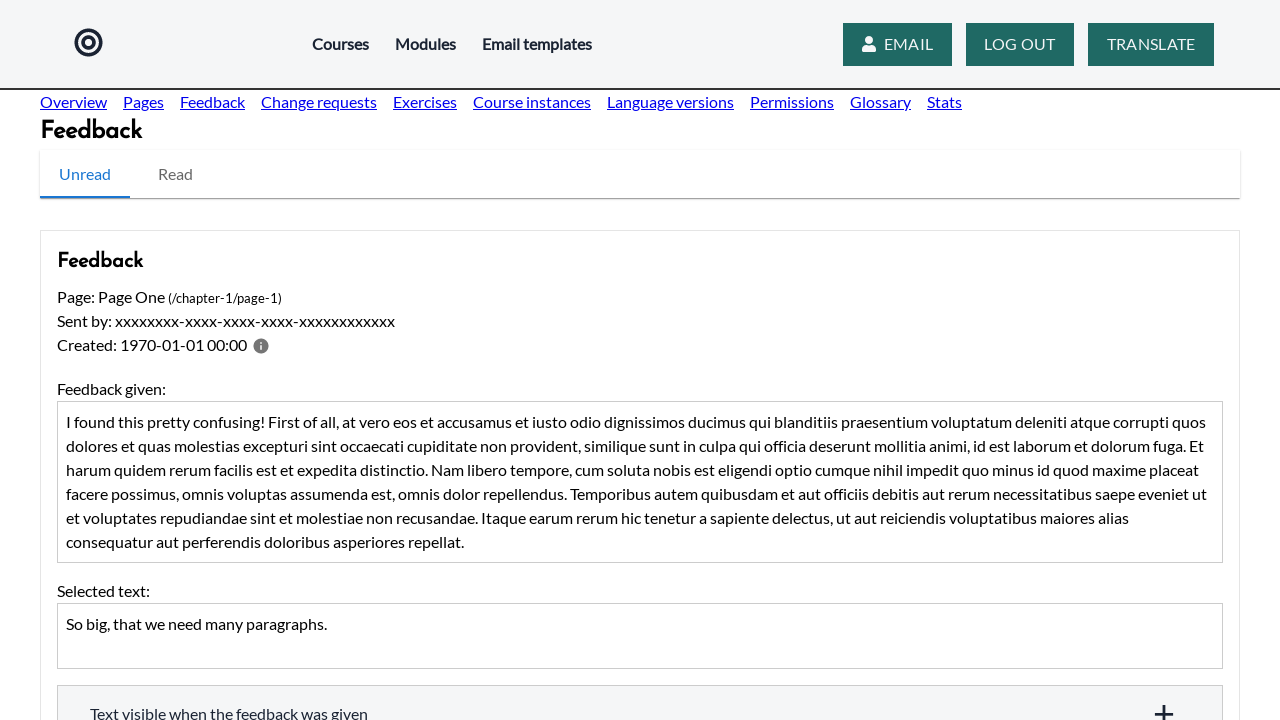 Courses Modules Email templates EMAIL LOG OUT TRANSLATE
Overview Pages Feedback Change requests Exercises Course instances Language versions Permissions Glossary Stats
Feedback
Unread Read
Feedback
Page: Page One (/chapter-1/page-1)
Sent by: xxxxxxxx-xxxx-xxxx-xxxx-xxxxxxxxxxxx
Created: 1970-01-01 00:00
Feedback given:
I found this pretty confusing! First of all, at vero eos et accusamus et iusto odio dignissimos ducimus qui blanditiis praesentium voluptatum deleniti atque corrupti quos
dolores et quas molestias excepturi sint occaecati cupiditate non provident, similique sunt in culpa qui officia deserunt mollitia animi, id est laborum et dolorum fuga. Et
harum quidem rerum facilis est et expedita distinctio. Nam libero tempore, cum soluta nobis est eligendi optio cumque nihil impedit quo minus id quod maxime placeat
facere possimus, omnis voluptas assumenda est, omnis dolor repellendus. Temporibus autem quibusdam et aut officiis debitis aut rerum necessitatibus saepe eveniet ut
et voluptates repudiandae sint et molestiae non recusandae. Itaque earum rerum hic tenetur a sapiente delectus, ut aut reiciendis voluptatibus maiores alias
consequatur aut perferendis doloribus asperiores repellat.
Selected text:
So big, that we need many paragraphs.
Text visible when the feedback was given